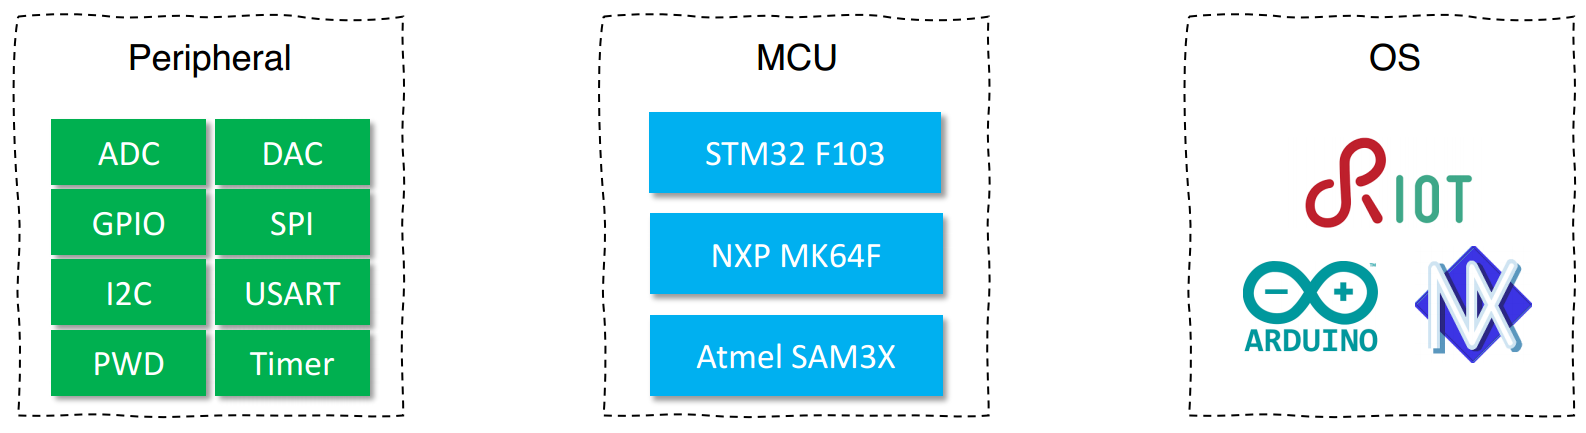 Peripheral
ADC
DAC
GPIO
SPI
I2C
USART
PWD
Timer
MCU
STM32 F103
NXP MK64F
Atmel SAM3X
OS
RIOT
ARDUINO
™
NX